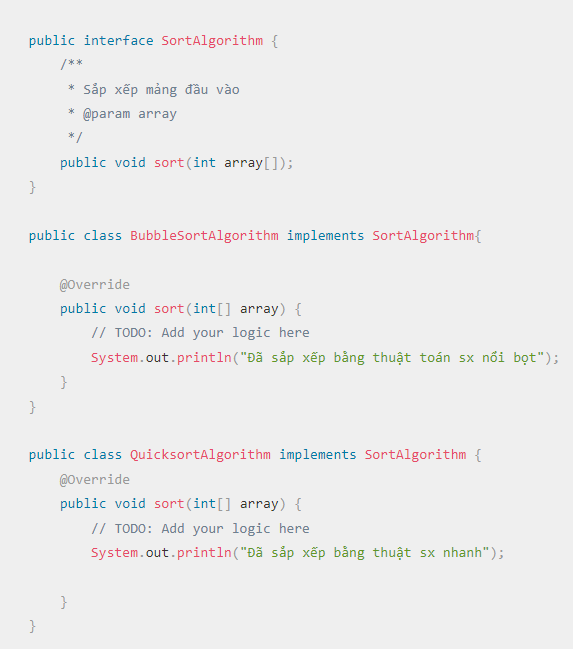 public interface SortAlgorithm {
    /**
     * Sắp xếp mảng đầu vào
     * @param array
     */
    public void sort(int array[]);
}

public class BubbleSortAlgorithm implements SortAlgorithm{

    @Override
    public void sort(int[] array) {
        // TODO: Add your logic here
        System.out.println("Đã sắp xếp bằng thuật toán sx nổi bọt");
    }
}

public class QuicksortAlgorithm implements SortAlgorithm {
    @Override
    public void sort(int[] array) {
        // TODO: Add your logic here
        System.out.println("Đã sắp xếp bằng thuật sx nhanh");

    }
}